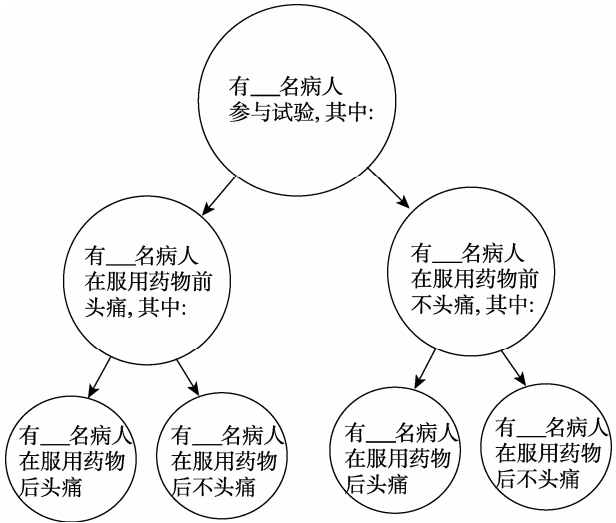 有___名病人
参与试验, 其中:
有___名病人
在服用药物前
头痛, 其中:
有___名病人
在服用药物前
不头痛, 其中:
有___名病人
在服用药物
后头痛
有___名病人
在服用药物
后不头痛
有___名病人
在服用药物
后头痛
有___名病人
在服用药物
后不头痛